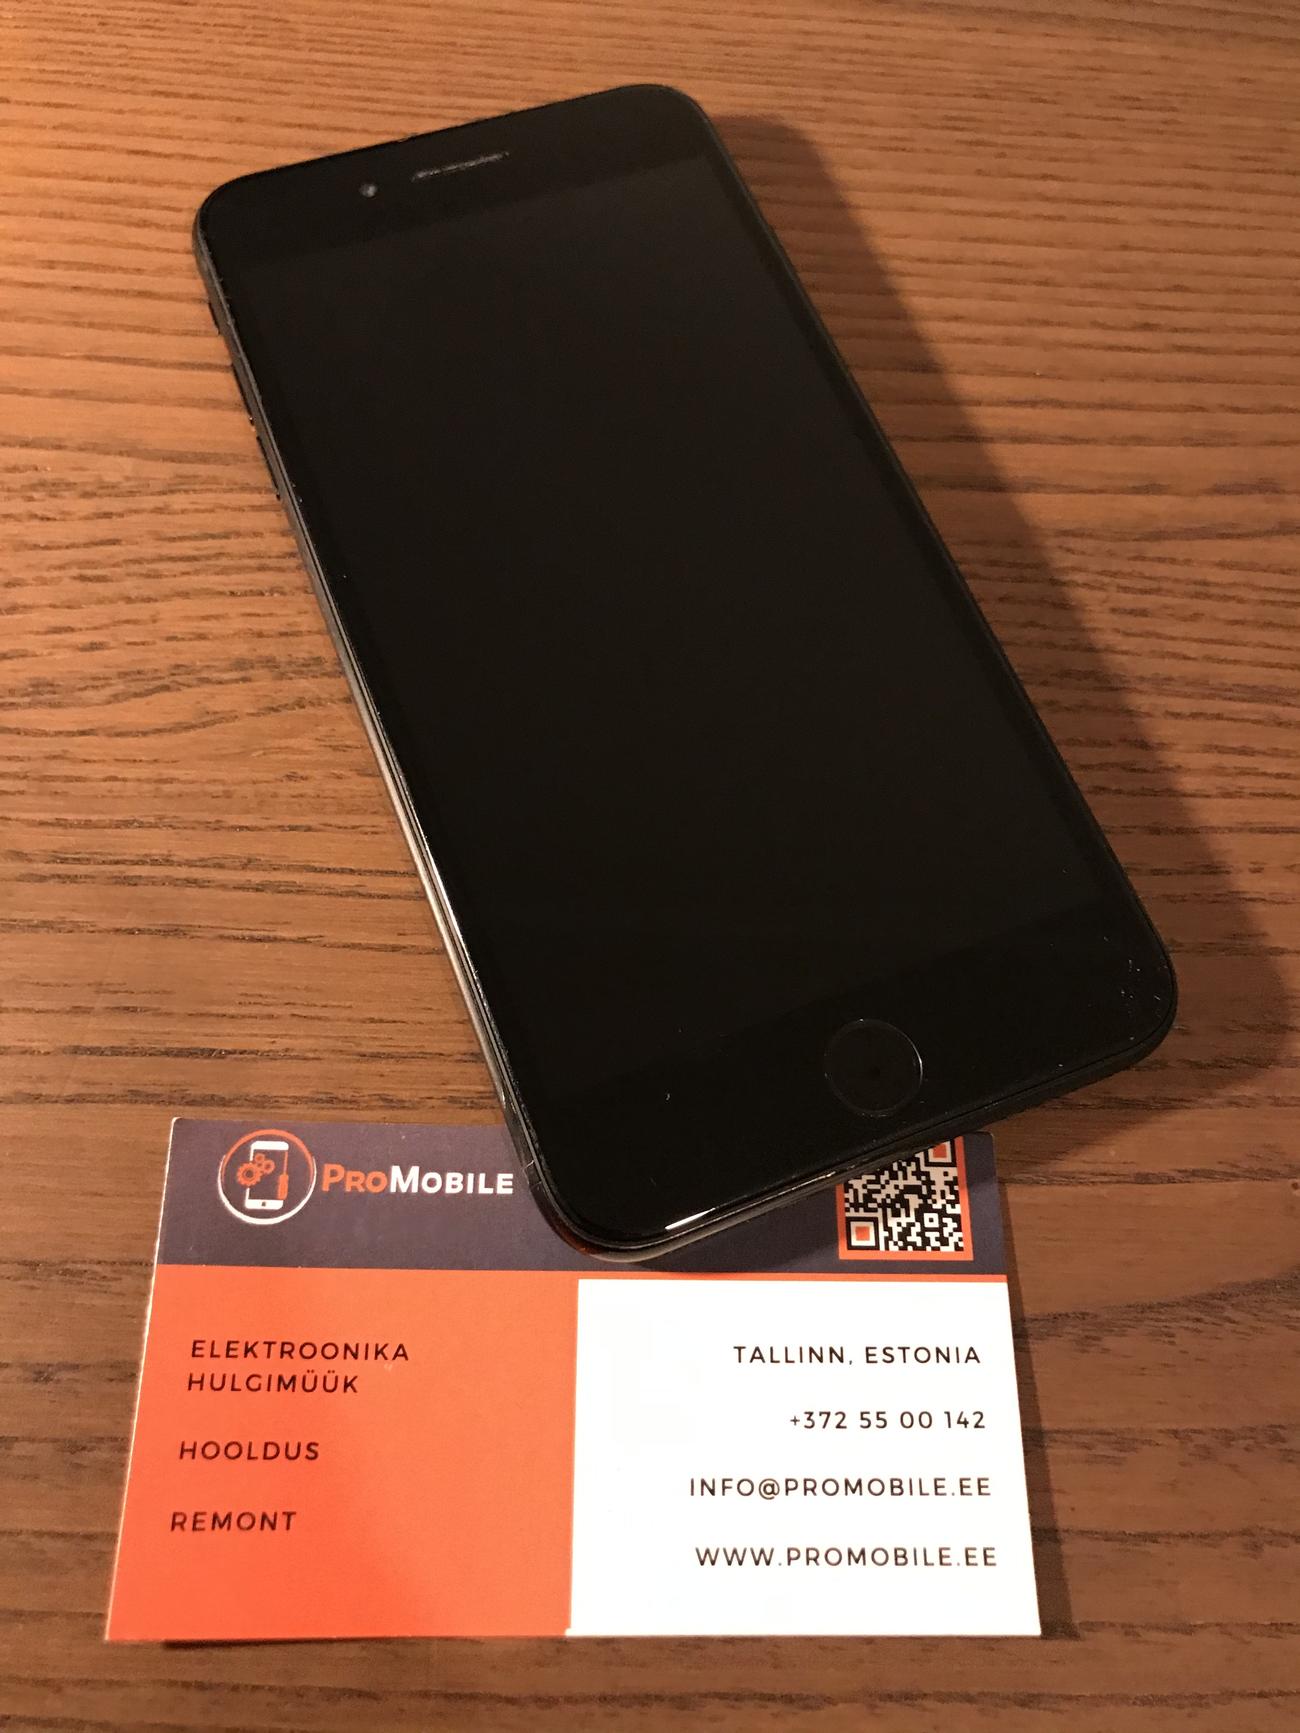 PROMOBILE
ELEKTROONIKA
HULGIMÜÜK
HOOLDUS
REMONT
TALLINN, ESTONIA
+372 55 00 142
INFO@PROMOBILE.EE
WWW.PROMOBILE.EE